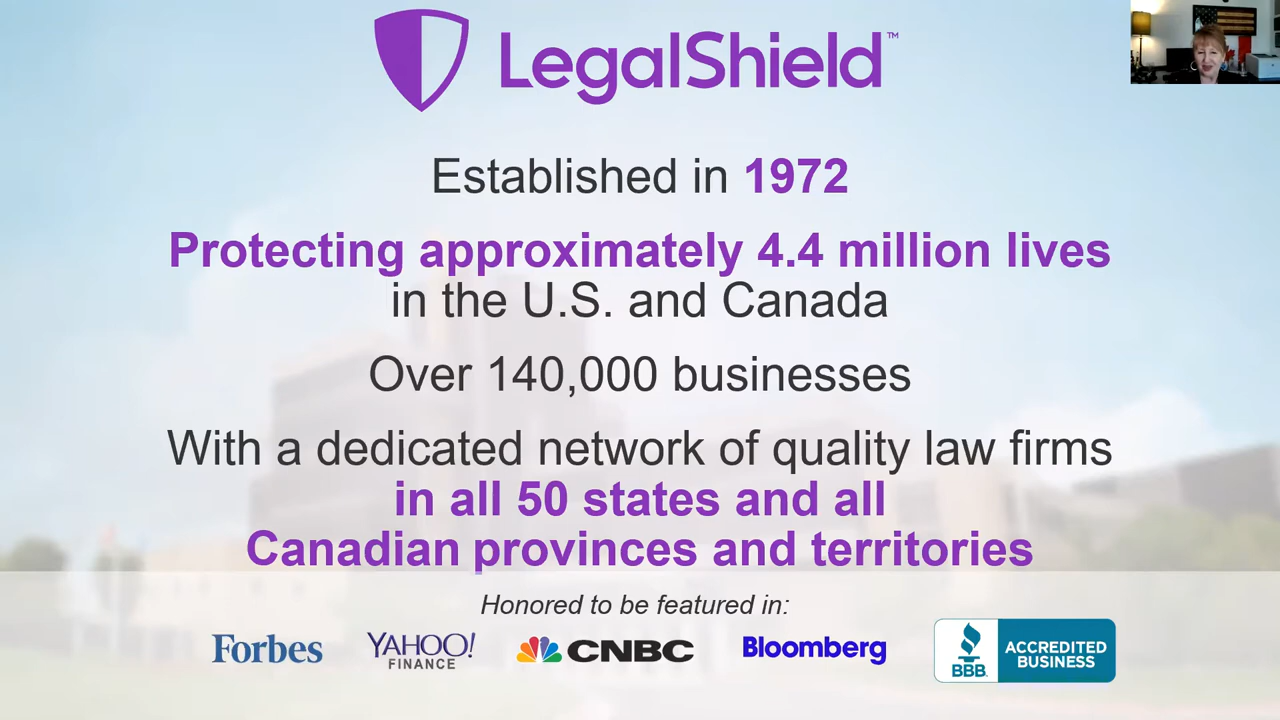 LegalShield™
Established in 1972
Protecting approximately 4.4 million lives
in the U.S. and Canada
Over 140,000 businesses
With a dedicated network of quality law firms
in all 50 states and all
Canadian provinces and territories
Honored to be featured in:
Forbes
YAHOO!
FINANCE
CNBC
Bloomberg
BBB.
ACCREDITED
BUSINESS